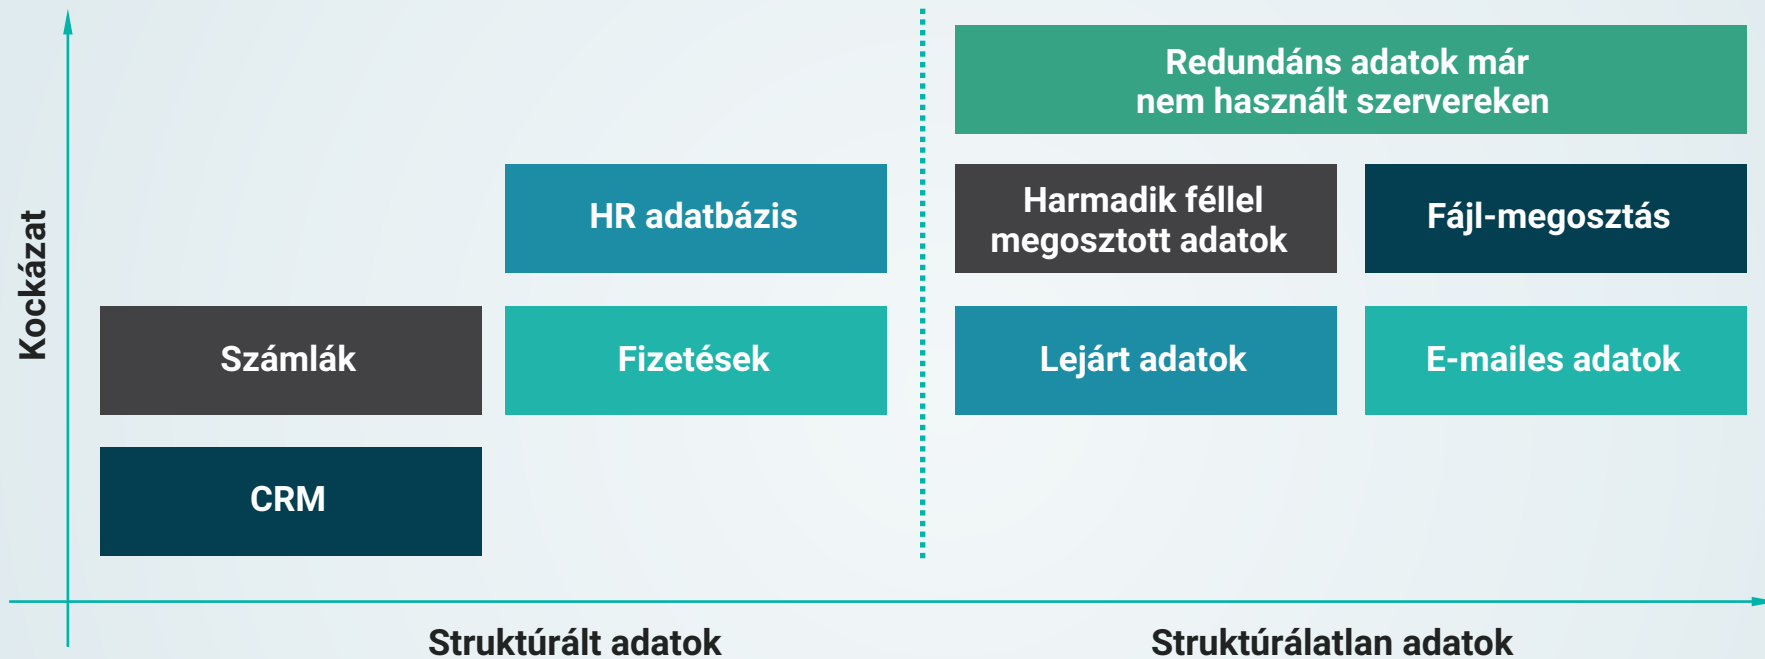 Kockázat
Redundáns adatok már
nem használt szervereken
HR adatbázis
Harmadik féllel
megosztott adatok
Fájl-megosztás
Számlák
Fizetések
Lejárt adatok
E-mailes adatok
CRM
Struktúrált adatok
Struktúrálatlan adatok